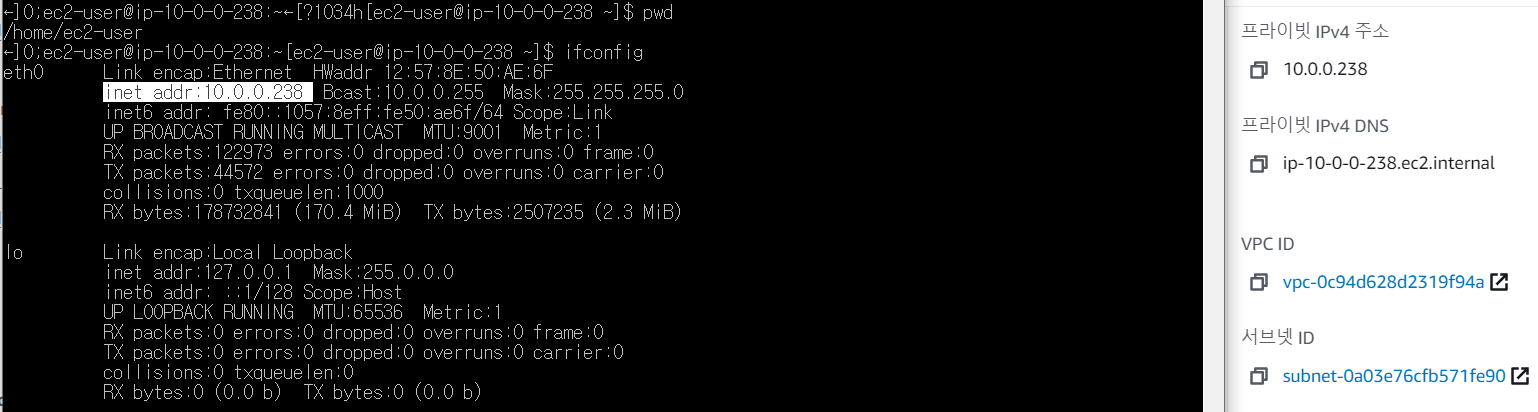 ←]0;ec2-user@ip-10-0-0-238:~←[?1034h[ec2-user@ip-10-0-0-238 ~]$ pwd
/home/ec2-user
←]0;ec2-user@ip-10-0-0-238:~[ec2-user@ip-10-0-0-238 ~]$ ifconfig
eth0      Link encap:Ethernet  HWaddr 12:57:8E:50:AE:6F
          inet addr:10.0.0.238  Bcast:10.0.0.255  Mask:255.255.255.0
          inet6 addr: fe80::1057:8eff:fe50:ae6f/64 Scope:Link
          UP BROADCAST RUNNING MULTICAST  MTU:9001  Metric:1
          RX packets:122973 errors:0 dropped:0 overruns:0 frame:0
          TX packets:44572 errors:0 dropped:0 overruns:0 carrier:0
          collisions:0 txqueuelen:1000
          RX bytes:178732841 (170.4 MiB)  TX bytes:2507235 (2.3 MiB)
lo        Link encap:Local Loopback
          inet addr:127.0.0.1  Mask:255.0.0.0
          inet6 addr: ::1/128 Scope:Host
          UP LOOPBACK RUNNING  MTU:65536  Metric:1
          RX packets:0 errors:0 dropped:0 overruns:0 frame:0
          TX packets:0 errors:0 dropped:0 overruns:0 carrier:0
          collisions:0 txqueuelen:0
          RX bytes:0 (0.0 b)  TX bytes:0 (0.0 b)
프라이빗 IPv4 주소
10.0.0.238
프라이빗 IPv4 DNS
ip-10-0-0-238.ec2.internal
VPC ID
vpc-0c94d628d2319f94a
서브넷 ID
subnet-0a03e76cfb571fe90